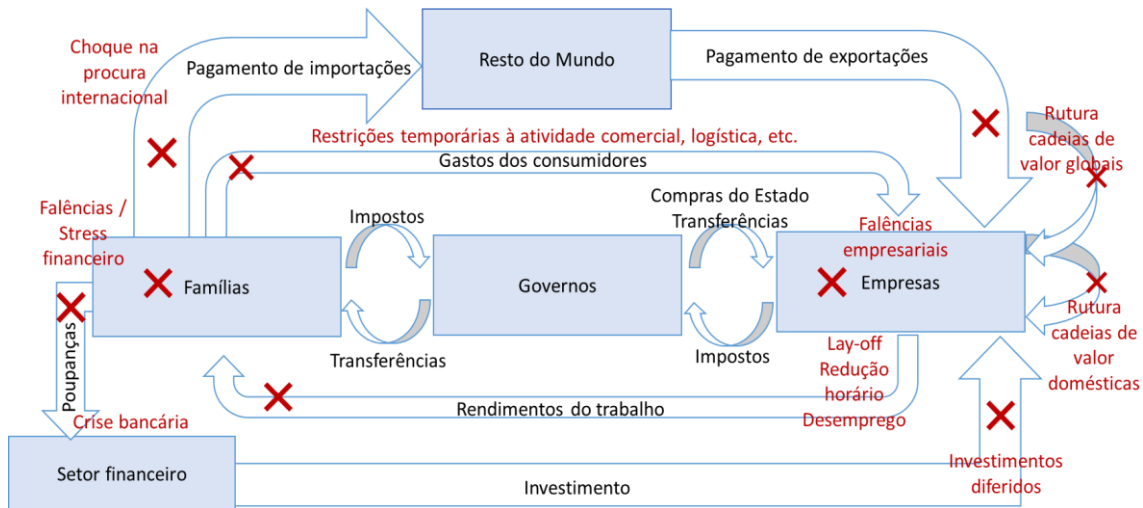 Choque na
procura
internacional
Pagamento de importações
Resto do Mundo
Pagamento de exportações
Rutura
cadeias de
valor globais
Restrições temporárias à atividade comercial, logística, etc.
Gastos dos consumidores
Falências /
Stress
financeiro
Impostos
Compras do Estado
Transferências
Falências
empresariais
Famílias
Governos
Empresas
Transferências
Impostos
Rutura
cadeias de
valor
domésticas
Poupanças
Lay-off
Redução
horário
Desemprego
Rendimentos do trabalho
Crise bancária
Setor financeiro
Investimento
Investimentos
diferidos